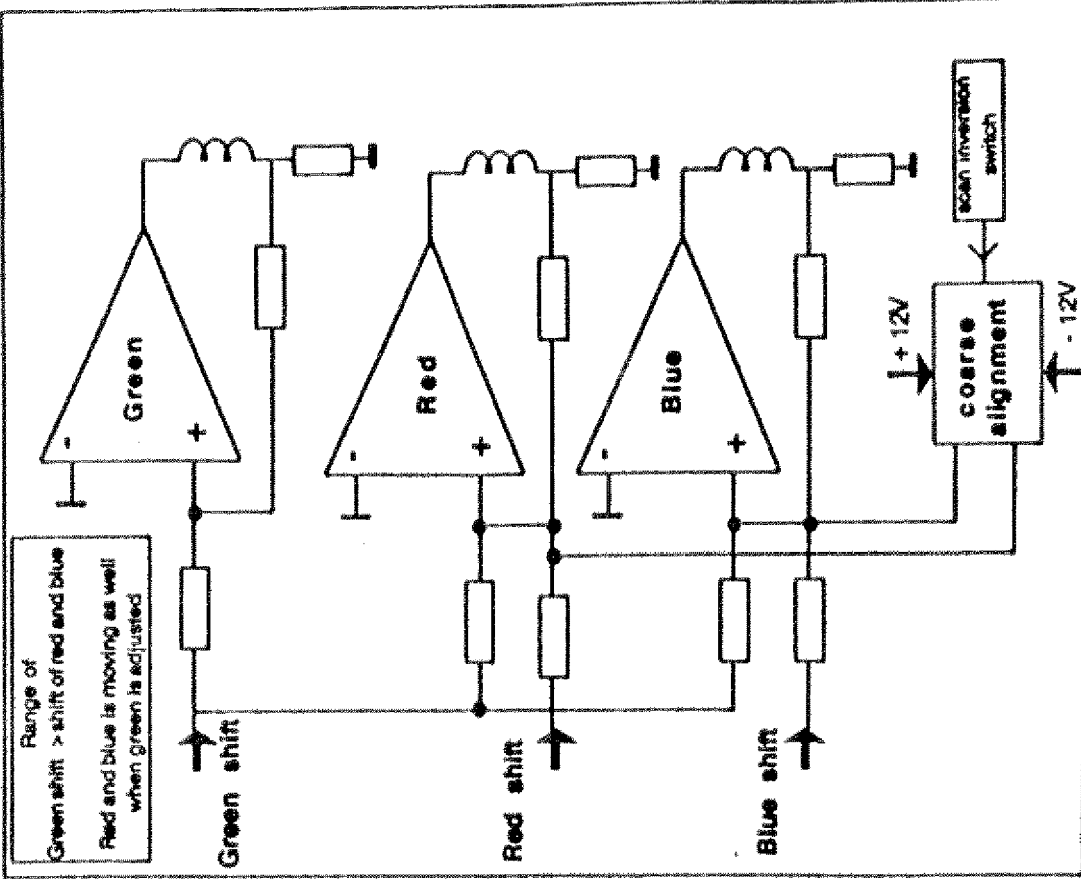 Range of
Green shift > shift of red and blue
Red and blue is moving as well
when green is adjusted
Green shift
Red shift
Blue shift
-
Green
+
-
Red
+
-
Blue
+
+ 12V
coarse
alignment
- 12V
scan inversion
switch